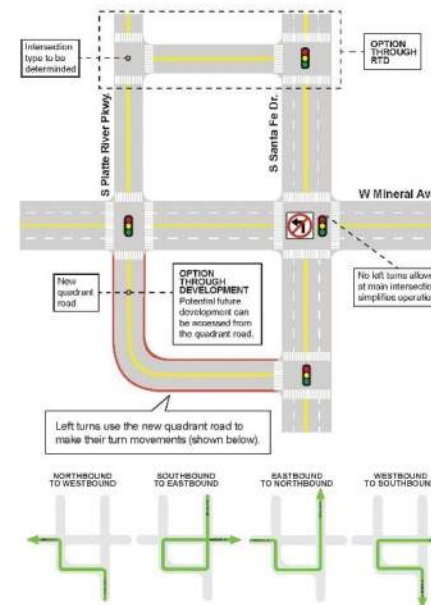 Intersection
type to be
determinded
OPTION
THROUGH
RTD
S Platte River Pkwy.
S Santa Fe Dr.
W Mineral Av
New
quadrant
road
OPTION
THROUGH
DEVELOPMENT
Potential future
development can
be accessed from
the quadrant road.
No left turns allowe
at main intersectio
simplifies operatio
Left turns use the new quadrant road to
make their turn movements (shown below).
NORTHBOUND
TO WESTBOUND
SOUTHBOUND
TO EASTBOUND
EASTBOUND
TO NORTHBOUND
WESTBOUND
TO SOUTHBOUN